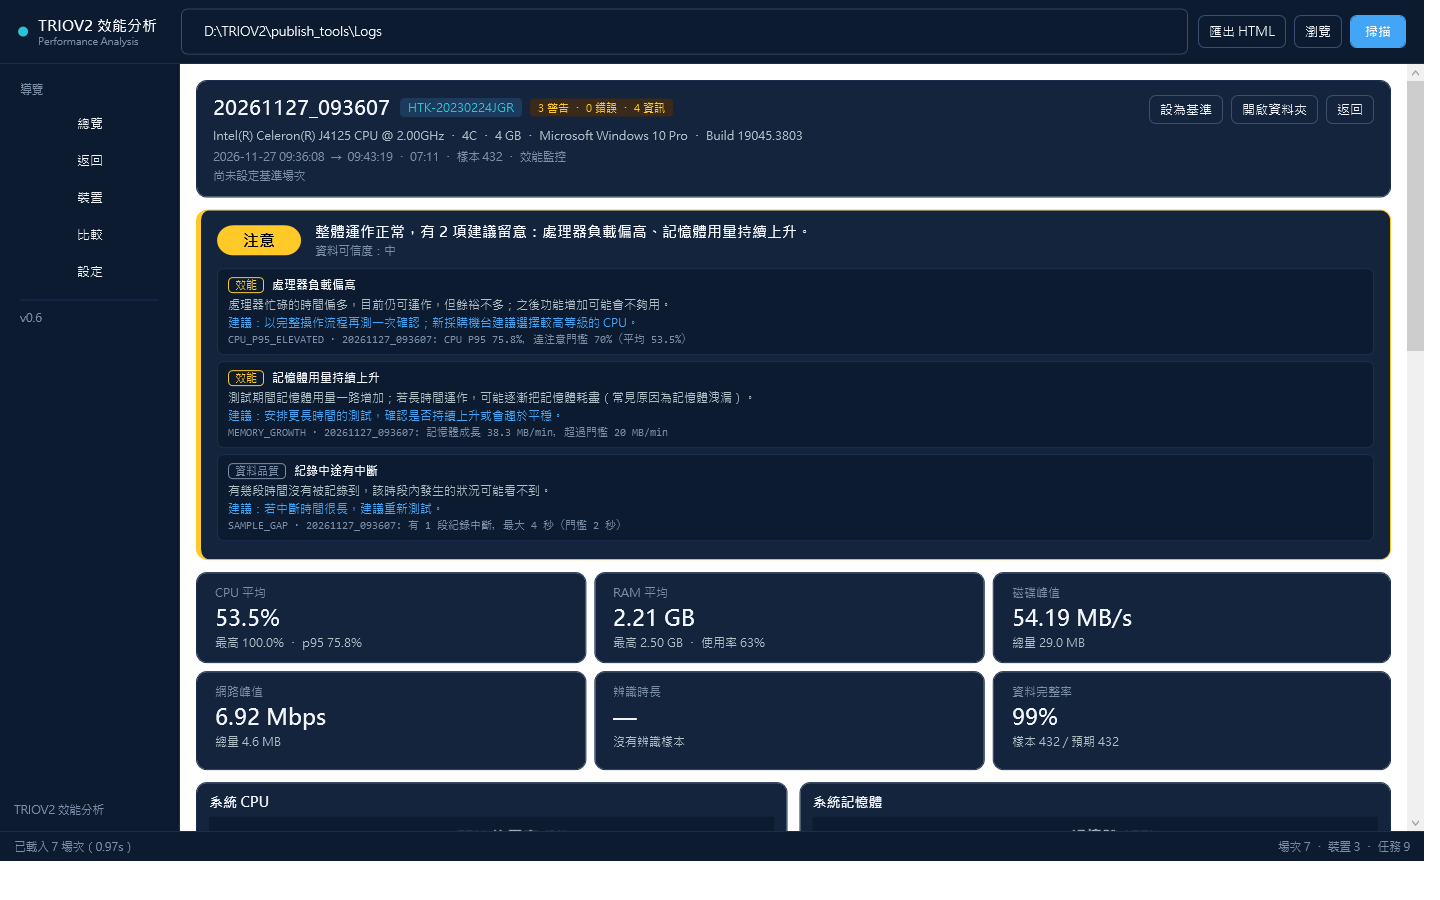 TRIOV2 效能分析
Performance Analysis
D:\TRIOV2\publish_tools\Logs
匯出 HTML
瀏覽
掃描
導覽
總覽
返回
裝置
比較
設定
v0.6
TRIOV2 效能分析
20261127_093607 HTK-20230224JGR 3 警告 · 0 錯誤 · 4 資訊
設為基準 開啟資料夾 返回
Intel(R) Celeron(R) J4125 CPU @ 2.00GHz · 4C · 4 GB · Microsoft Windows 10 Pro · Build 19045.3803
2026-11-27 09:36:08 → 09:43:19 · 07:11 · 樣本 432 · 效能監控
尚未設定基準場次
注意 整體運作正常，有 2 項建議留意：處理器負載偏高、記憶體用量持續上升。
資料可信度：中
效能 處理器負載偏高
處理器忙碌的時間偏多，目前仍可運作，但餘裕不多；之後功能增加可能會不夠用。
建議：以完整操作流程再測一次確認；新採購機台建議選擇較高等級的 CPU。
CPU_P95_ELEVATED · 20261127_093607: CPU P95 75.8%，達注意門檻 70%（平均 53.5%）
效能 記憶體用量持續上升
測試期間記憶體用量一路增加；若長時間運作，可能逐漸把記憶體耗盡（常見原因為記憶體洩漏）。
建議：安排更長時間的測試，確認是否持續上升或會趨於平穩。
MEMORY_GROWTH · 20261127_093607: 記憶體成長 38.3 MB/min，超過門檻 20 MB/min
資料品質 紀錄中途有中斷
有幾段時間沒有被記錄到，該時段內發生的狀況可能看不到。
建議：若中斷時間很長，建議重新測試。
SAMPLE_GAP · 20261127_093607: 有 1 段紀錄中斷，最大 4 秒（門檻 2 秒）
CPU 平均
53.5%
最高 100.0% · p95 75.8%
RAM 平均
2.21 GB
最高 2.50 GB · 使用率 63%
磁碟峰值
54.19 MB/s
總量 29.0 MB
網路峰值
6.92 Mbps
總量 4.6 MB
辨識時長
—
沒有辨識樣本
資料完整率
99%
樣本 432 / 預期 432
系統 CPU
系統記憶體
已載入 7 場次 ( 0.97s )
場次 7 · 裝置 3 · 任務 9